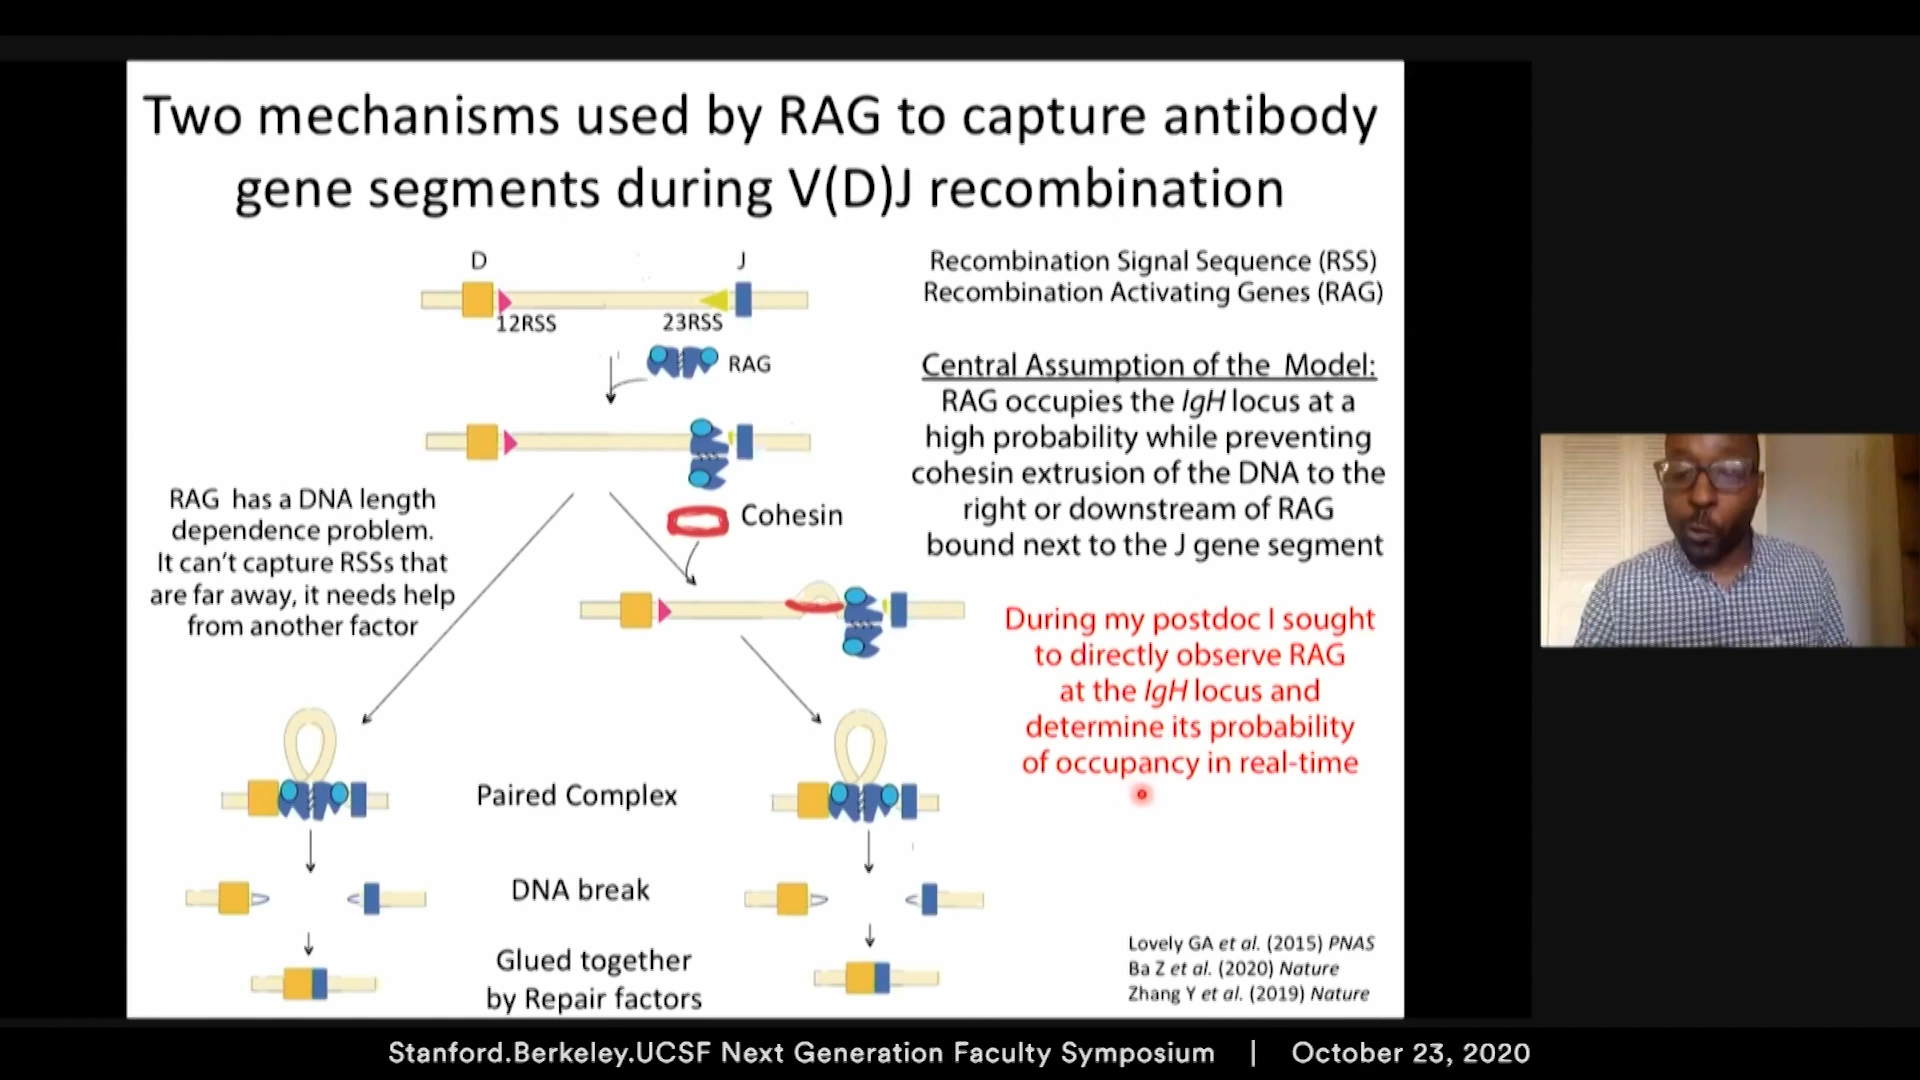 Two mechanisms used by RAG to capture antibody
gene segments during V(D)J recombination
D
J
12RSS
23RSS
RAG
Cohesin
RAG has a DNA length
dependence problem.
It can't capture RSSs that
are far away, it needs help
from another factor
Recombination Signal Sequence (RSS)
Recombination Activating Genes (RAG)
Central Assumption of the Model:
RAG occupies the IgH locus at a
high probability while preventing
cohesin extrusion of the DNA to the
right or downstream of RAG
bound next to the J gene segment
During my postdoc I sought
to directly observe RAG
at the IgH locus and
determine its probability
of occupancy in real-time
Paired Complex
DNA break
Glued together
by Repair factors
Lovely GA et al. (2015) PNAS
Ba Z et al. (2020) Nature
Zhang Y et al. (2019) Nature
Stanford.Berkeley.UCSF Next Generation Faculty Symposium | October 23, 2020